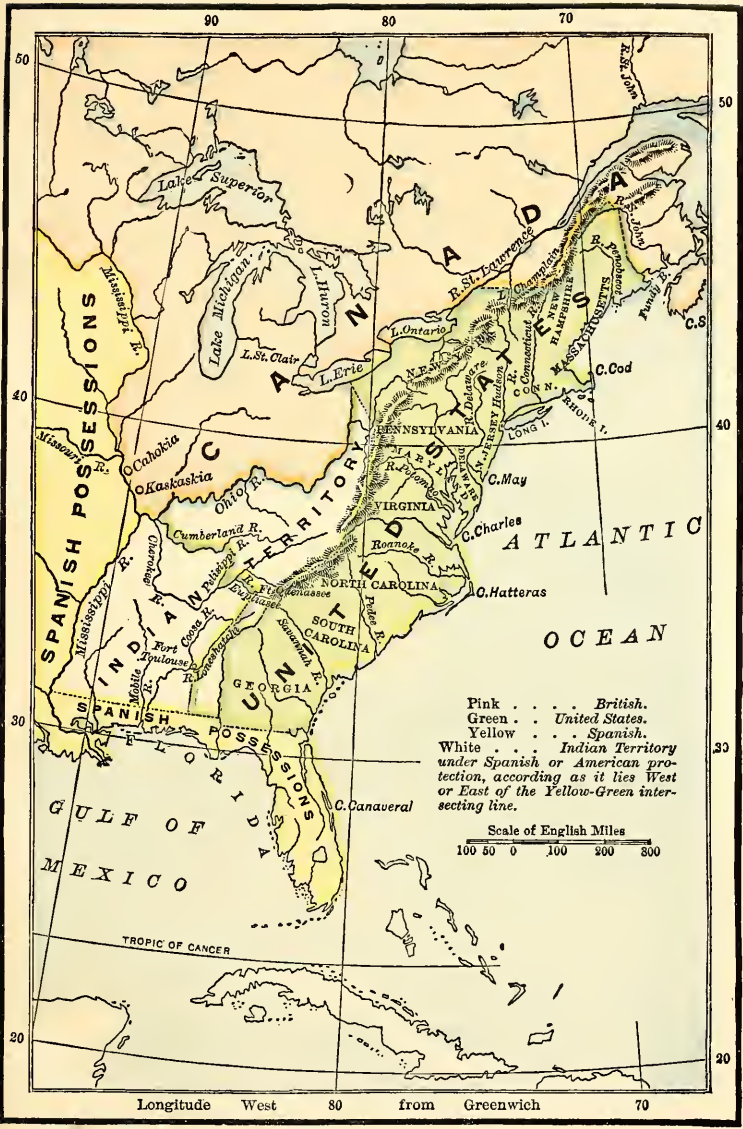 90 80 70
50
50
R. St. John
Lake Superior
CANADA
R. St. John
R. St. Lawrence
L. Champlain
R. Penobscot
Fundy B.
C.S
Mississippi R.
Lake Michigan
L. Huron
L. Ontario
L. St. Clair
L. Erie
NEW HAMPSHIRE
MASSACHUSETTS
Connecticut R.
NEW YORK
R. Delaware
Hudson R.
CONN.
C. Cod
RHODE I.
LONG I.
40
40
SPANISH POSSESSIONS
Missouri R.
Cahokia
Kaskaskia
Ohio R.
PENNSYLVANIA
N. JERSEY
MARYLAND
DELAWARE
R. Potomac
C. May
UNITED STATES
VIRGINIA
C. Charles
ATLANTIC
OCEAN
Cumberland R.
Cherokee R.
Pelisippi R.
INDIAN TERRITORY
Roanoke R.
NORTH CAROLINA
C. Hatteras
R. Euphasee
Ft.
Mississippi R.
Coosa R.
Fort Toulouse
Mobile R.
Savannah R.
SOUTH CAROLINA
Pedee R.
GEORGIA
30
30
SPANISH POSSESSIONS
FLORIDA
C. Canaveral
GULF OF
MEXICO
Pink . . . . British.
Green . . United States.
Yellow . . . Spanish.
White . . . Indian Territory
under Spanish or American pro-
tection, according as it lies West
or East of the Yellow-Green inter-
secting line.
Scale of English Miles
100 50 0 100 200 300
TROPIC OF CANCER
20
20
Longitude West 80 from Greenwich 70